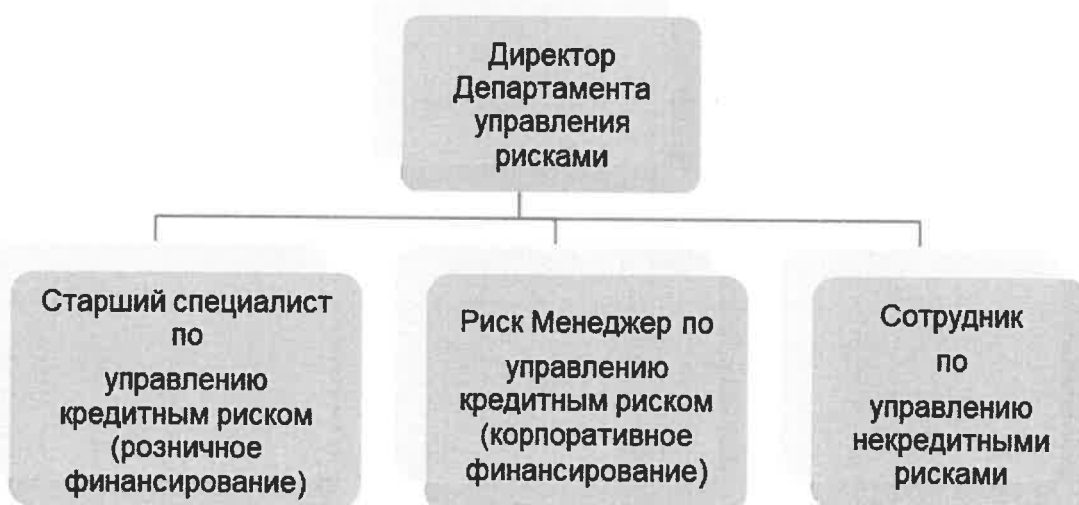 Директор
Департамента
управления
рисками
Старший специалист
по
управлению
кредитным риском
(розничное
финансирование)
Риск Менеджер по
управлению
кредитным риском
(корпоративное
финансирование)
Сотрудник
по
управлению
некредитными
рисками